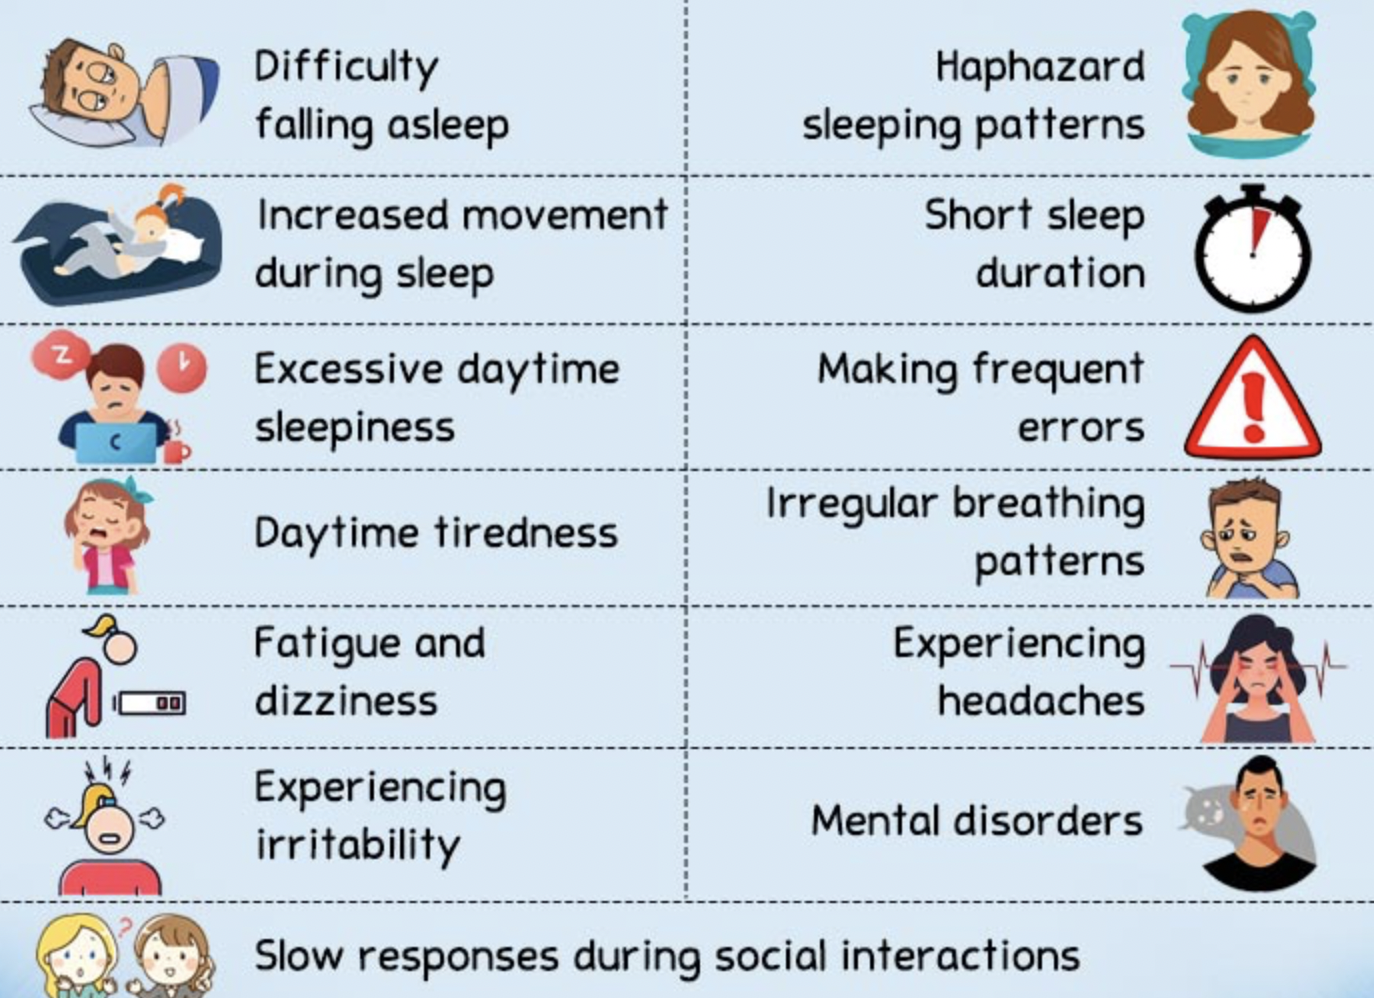 Difficulty
falling asleep
Haphazard
sleeping patterns
Increased movement
during sleep
Short sleep
duration
Excessive daytime
sleepiness
Making frequent
errors
Daytime tiredness
Irregular breathing
patterns
Fatigue and
dizziness
Experiencing
headaches
Experiencing
irritability
Mental disorders
Slow responses during social interactions
z
?